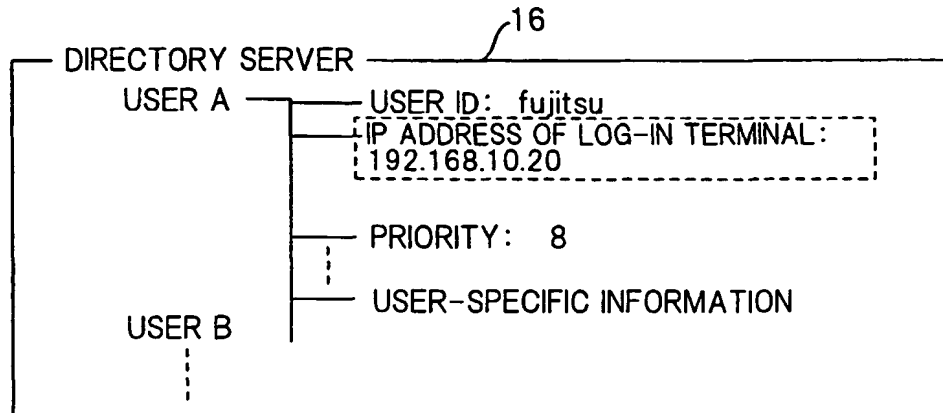 16
DIRECTORY SERVER
USER A
USER ID: fujitsu
IP ADDRESS OF LOG-IN TERMINAL:
192.168.10.20
PRIORITY: 8
USER-SPECIFIC INFORMATION
USER B